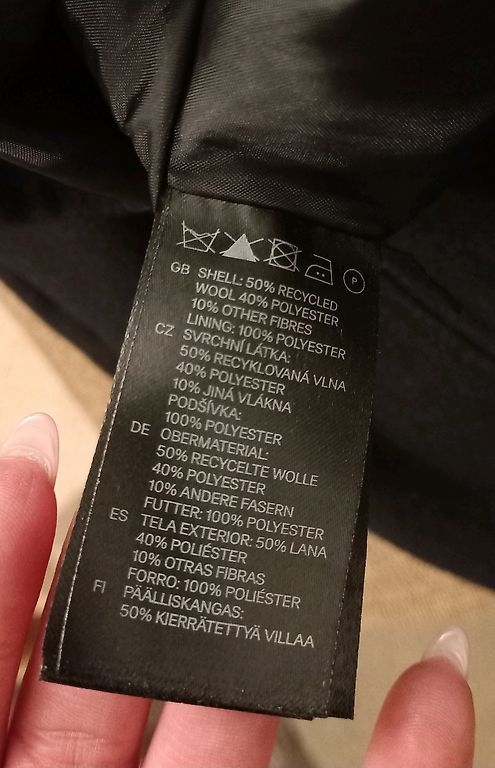 P
GB SHELL: 50% RECYCLED
WOOL 40% POLYESTER
10% OTHER FIBRES
LINING: 100% POLYESTER
CZ SVRCHNÍ LÁTKA:
50% RECYKLOVANÁ VLNA
40% POLYESTER
10% JINÁ VLÁKNA
PODŠÍVKA:
100% POLYESTER
DE OBERMATERIAL:
50% RECYCELTE WOLLE
40% POLYESTER
10% ANDERE FASERN
FUTTER: 100% POLYESTER
ES TELA EXTERIOR: 50% LANA
40% POLIÉSTER
10% OTRAS FIBRAS
FORRO: 100% POLIÉSTER
FI PÄÄLLISKANGAS:
50% KIERRÄTETTYÄ VILLAA